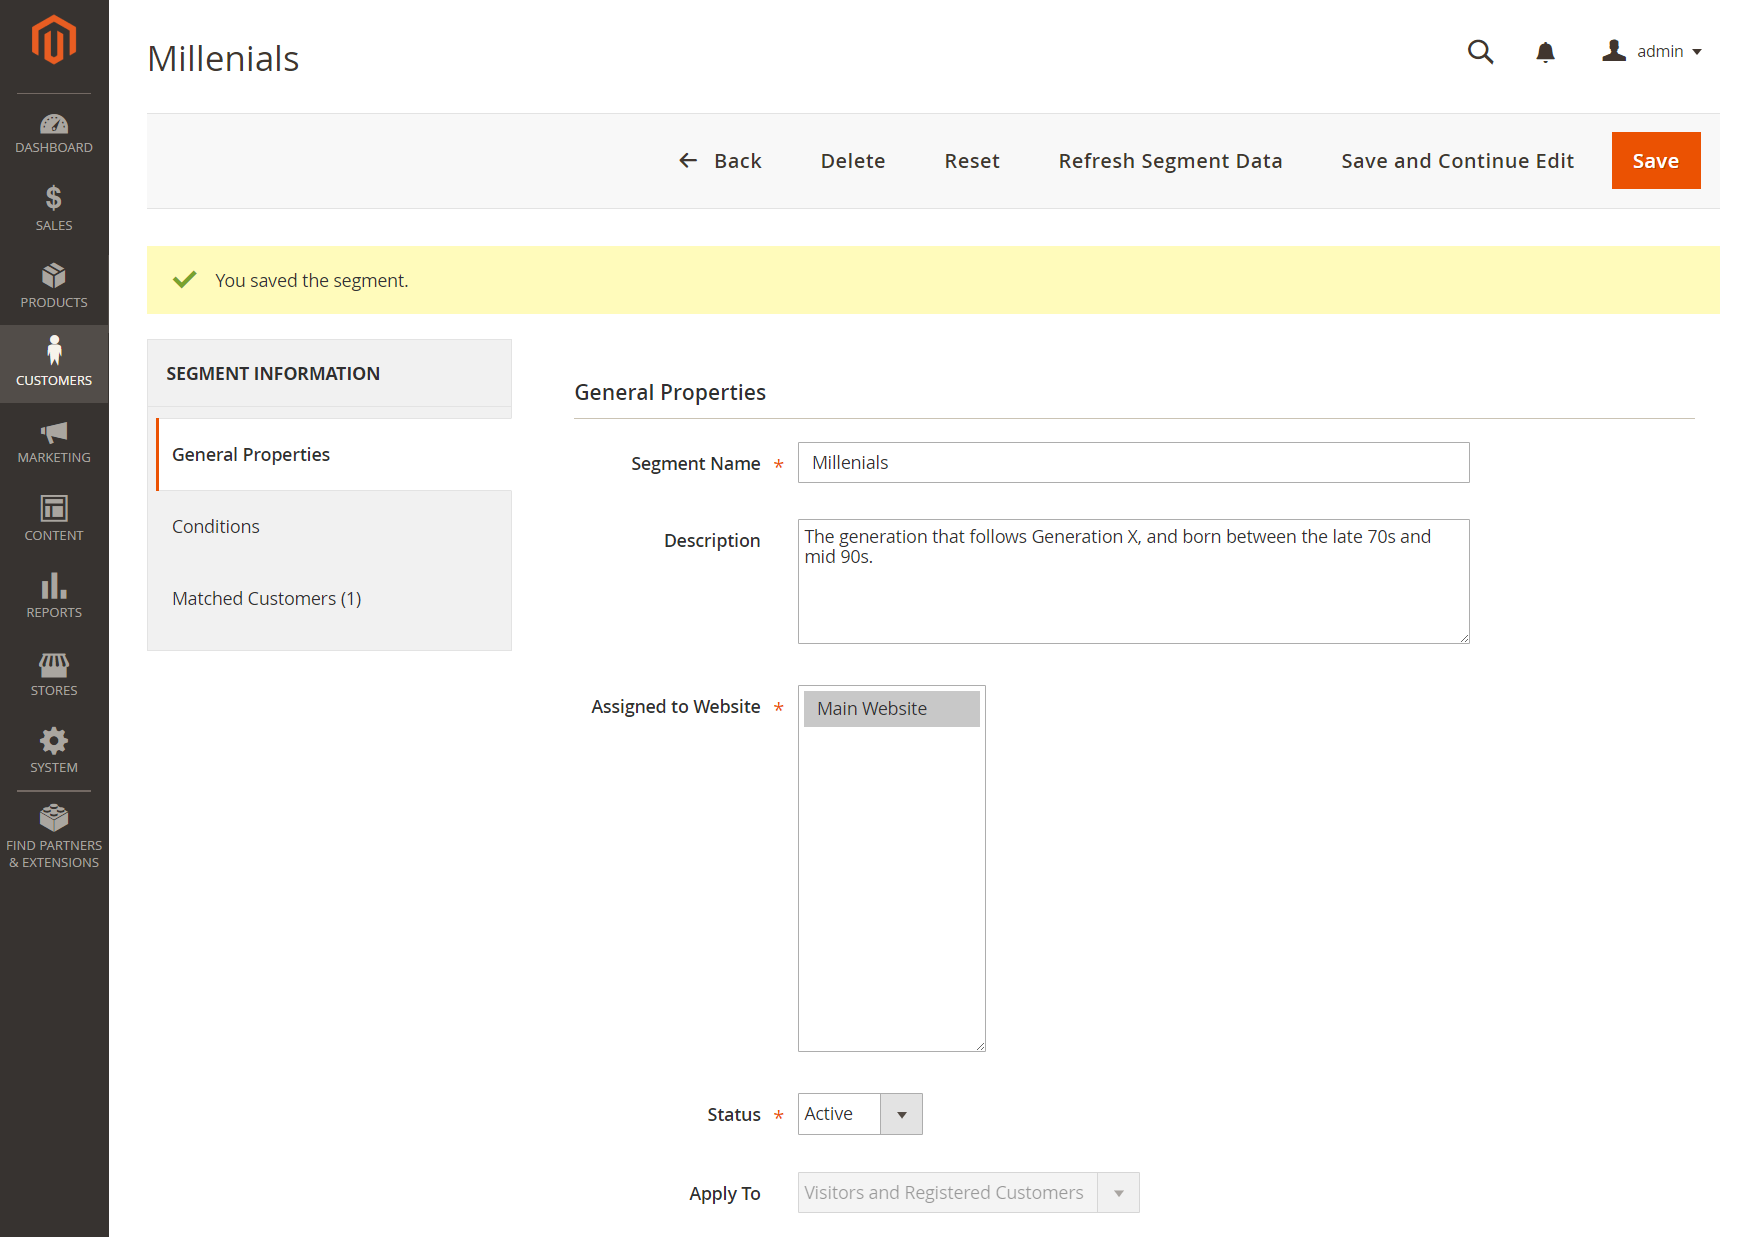 Millenials
admin
Back
Delete
Reset
Refresh Segment Data
Save and Continue Edit
Save
You saved the segment.
DASHBOARD
SALES
PRODUCTS
CUSTOMERS
MARKETING
CONTENT
REPORTS
STORES
SYSTEM
FIND PARTNERS
& EXTENSIONS
SEGMENT INFORMATION
General Properties
Conditions
Matched Customers (1)
General Properties
Segment Name *
Millenials
Description
The generation that follows Generation X, and born between the late 70s and
mid 90s.
Assigned to Website *
Main Website
Status *
Active
Apply To
Visitors and Registered Customers